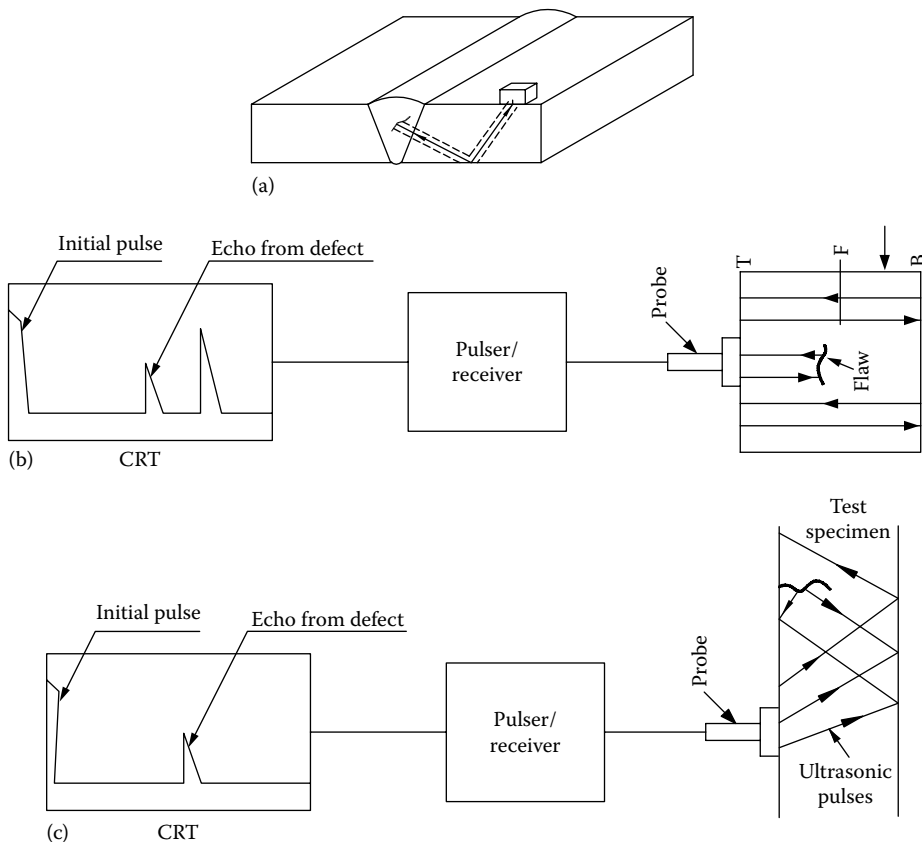 (a)
Initial pulse
Echo from defect
Pulser/
receiver
Probe
T
F
B
Flaw
(b)
CRT
Test
specimen
Initial pulse
Echo from defect
Pulser/
receiver
Probe
Ultrasonic
pulses
(c)
CRT